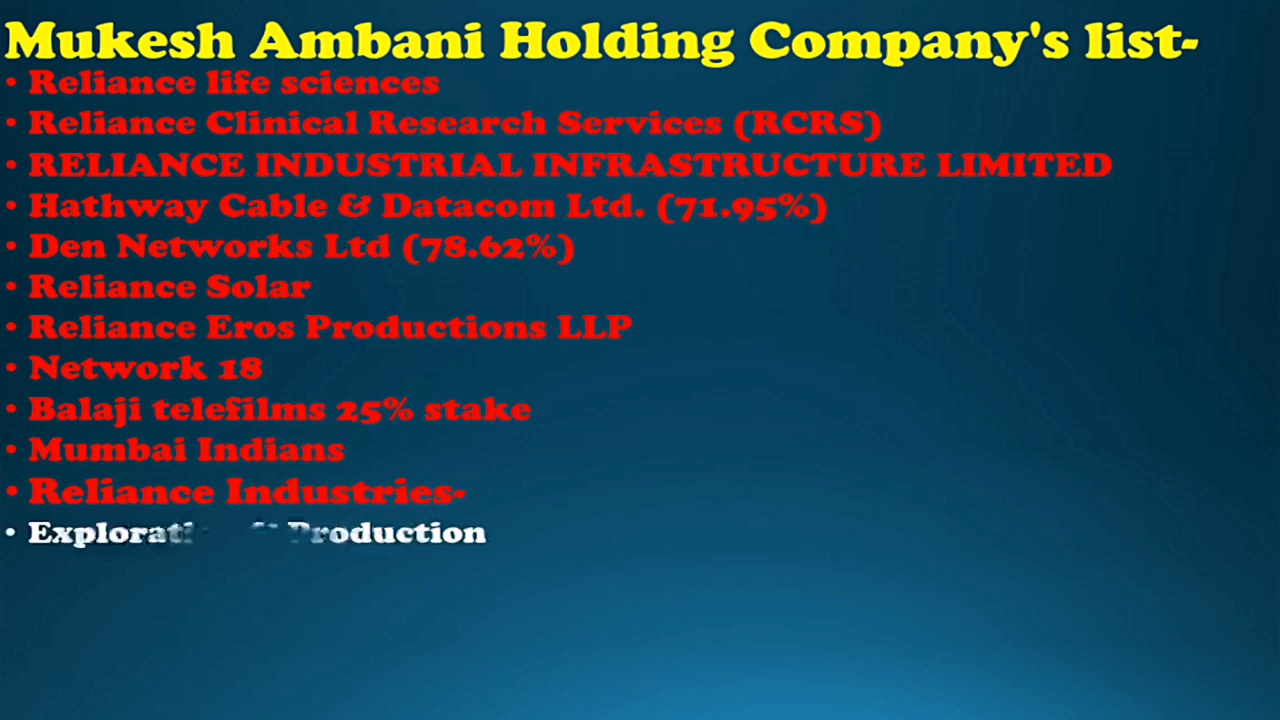 Mukesh Ambani Holding Company's list-
• Reliance life sciences
• Reliance Clinical Research Services (RCRS)
• RELIANCE INDUSTRIAL INFRASTRUCTURE LIMITED
• Hathway Cable & Datacom Ltd. (71.95%)
• Den Networks Ltd (78.62%)
• Reliance Solar
• Reliance Eros Productions LLP
• Network 18
• Balaji telefilms 25% stake
• Mumbai Indians
• Reliance Industries-
• Production